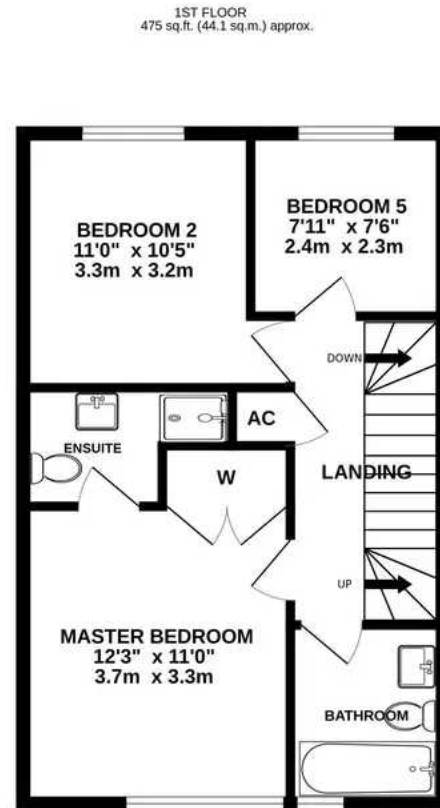 1ST FLOOR
475 sq.ft. (44.1 sq.m.) approx.
BEDROOM 2
11'0" x 10'5"
3.3m x 3.2m
BEDROOM 5
7'11" x 7'6"
2.4m x 2.3m
DOWN
AC
ENSUITE
W
LANDING
UP
MASTER BEDROOM
12'3" x 11'0"
3.7m x 3.3m
BATHROOM